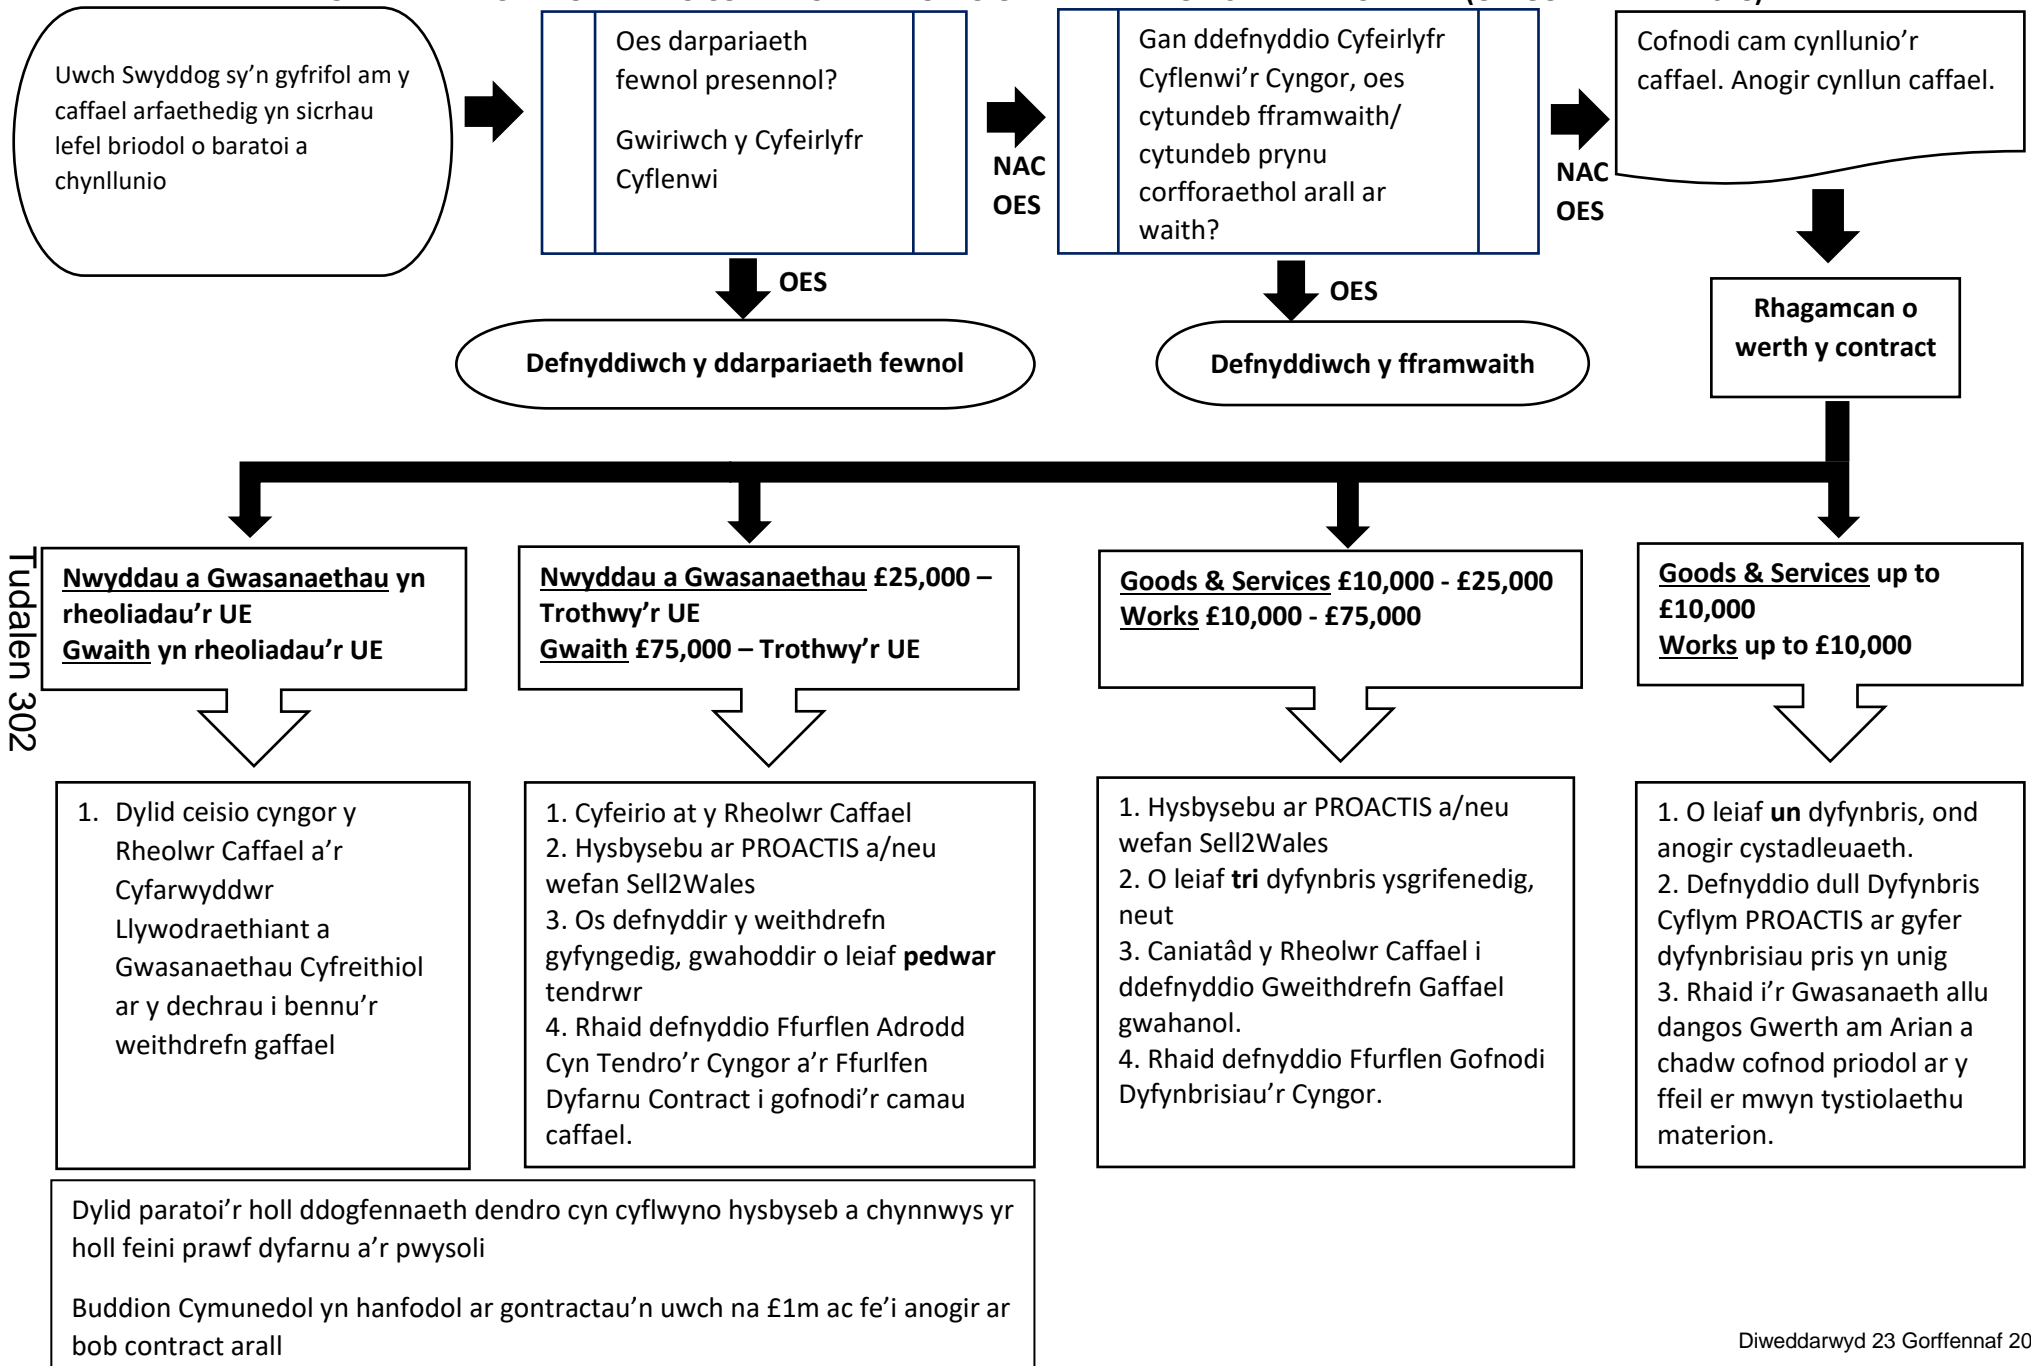 Uwch Swyddog sy'n gyfrifol am y
caffael arfaethedig yn sicrhau
lefel briodol o baratoi a
chynllunio
Oes darpariaeth
fewnol presennol?
Gwiriwch y Cyfeirlyfr
Cyflenwi
NAC
OES
Gan ddefnyddio Cyfeirlyfr
Cyflenwi'r Cyngor, oes
cytundeb fframwaith/
cytundeb prynu
corfforaethol arall ar
waith?
NAC
OES
Cofnodi cam cynllunio'r
caffael. Anogir cynllun caffael.
OES
OES
Defnyddiwch y ddarpariaeth fewnol
Defnyddiwch y fframwaith
Rhagamcan o
werth y contract
Tudalen 302
Nwyddau a Gwasanaethau yn
rheoliadau'r UE
Gwaith yn rheoliadau'r UE
Nwyddau a Gwasanaethau £25,000 –
Trothwy'r UE
Gwaith £75,000 – Trothwy'r UE
Goods & Services £10,000 - £25,000
Works £10,000 - £75,000
Goods & Services up to
£10,000
Works up to £10,000
1. Dylid ceisio cyngor y
Rheolwr Caffael a'r
Cyfarwyddwr
Llywodraethiant a
Gwasanaethau Cyfreithiol
ar y dechrau i bennu'r
weithdrefn gaffael
1. Cyfeirio at y Rheolwr Caffael
2. Hysbysebu ar PROACTIS a/neu
wefan Sell2Wales
3. Os defnyddir y weithdrefn
gyfyngedig, gwahoddir o leiaf pedwar
tendrwr
4. Rhaid defnyddio Ffurflen Adrodd
Cyn Tendro'r Cyngor a'r Ffurlfen
Dyfarnu Contract i gofnodi'r camau
caffael.
1. Hysbysebu ar PROACTIS a/neu
wefan Sell2Wales
2. O leiaf tri dyfynbris ysgrifenedig,
neut
3. Caniatâd y Rheolwr Caffael i
ddefnyddio Gweithdrefn Gaffael
gwahanol.
4. Rhaid defnyddio Ffurflen Gofnodi
Dyfynbrisiau'r Cyngor.
1. O leiaf un dyfynbris, ond
anogir cystadleuaeth.
2. Defnyddio dull Dyfynbris
Cyflym PROACTIS ar gyfer
dyfynbrisiau pris yn unig
3. Rhaid i'r Gwasanaeth allu
dangos Gwerth am Arian a
chadw cofnod priodol ar y
ffeil er mwyn tystiolaethu
materion.
Dylid paratoi'r holl ddogfennaeth dendro cyn cyflwyno hysbyseb a chynnwys yr
holl feini prawf dyfarnu a'r pwysoli
Buddion Cymunedol yn hanfodol ar gontractau'n uwch na £1m ac fe'i anogir ar
bob contract arall
Diweddarwyd 23 Gorffennaf 20